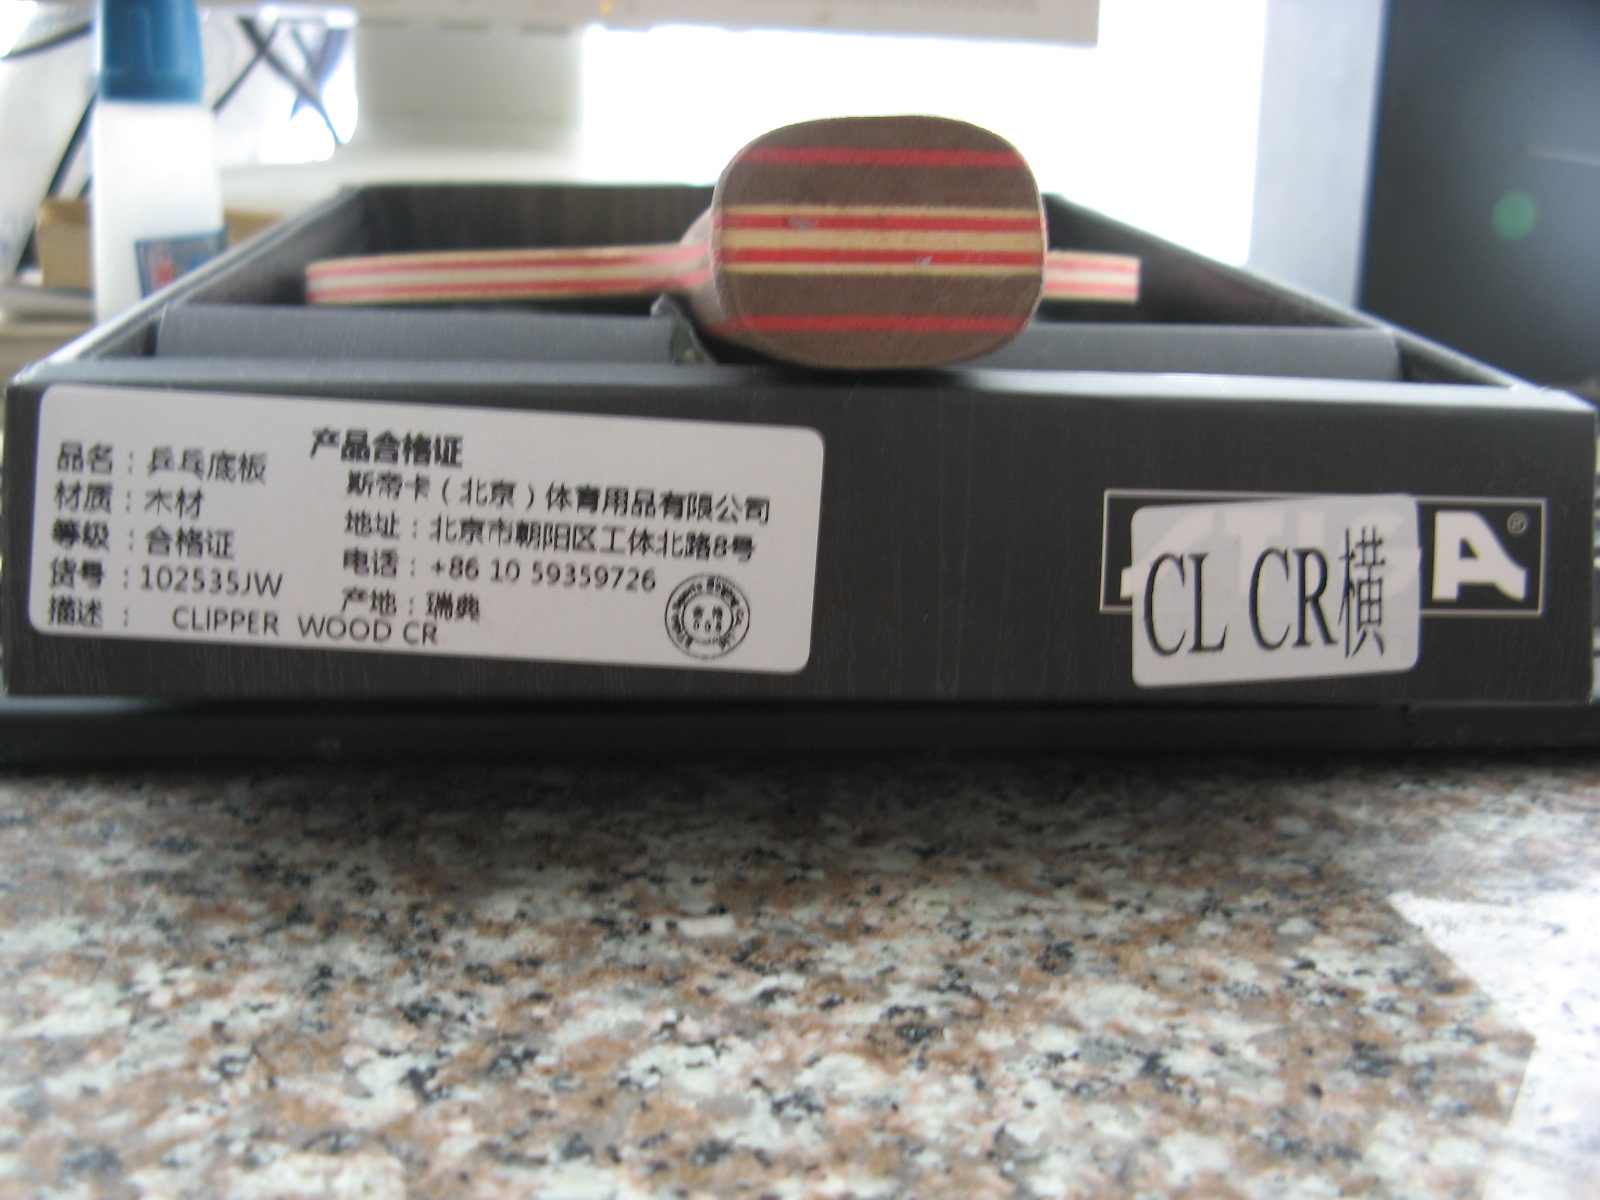 产品合格证
品名：乒乓底板
材质：木材
等级：合格证
货号：102535JW
描述： CLIPPER WOOD CR
斯帝卡（北京）体育用品有限公司
地址：北京市朝阳区工体北路8号
电话：+86 10 59359726
产地：瑞典
CL CR横
A®